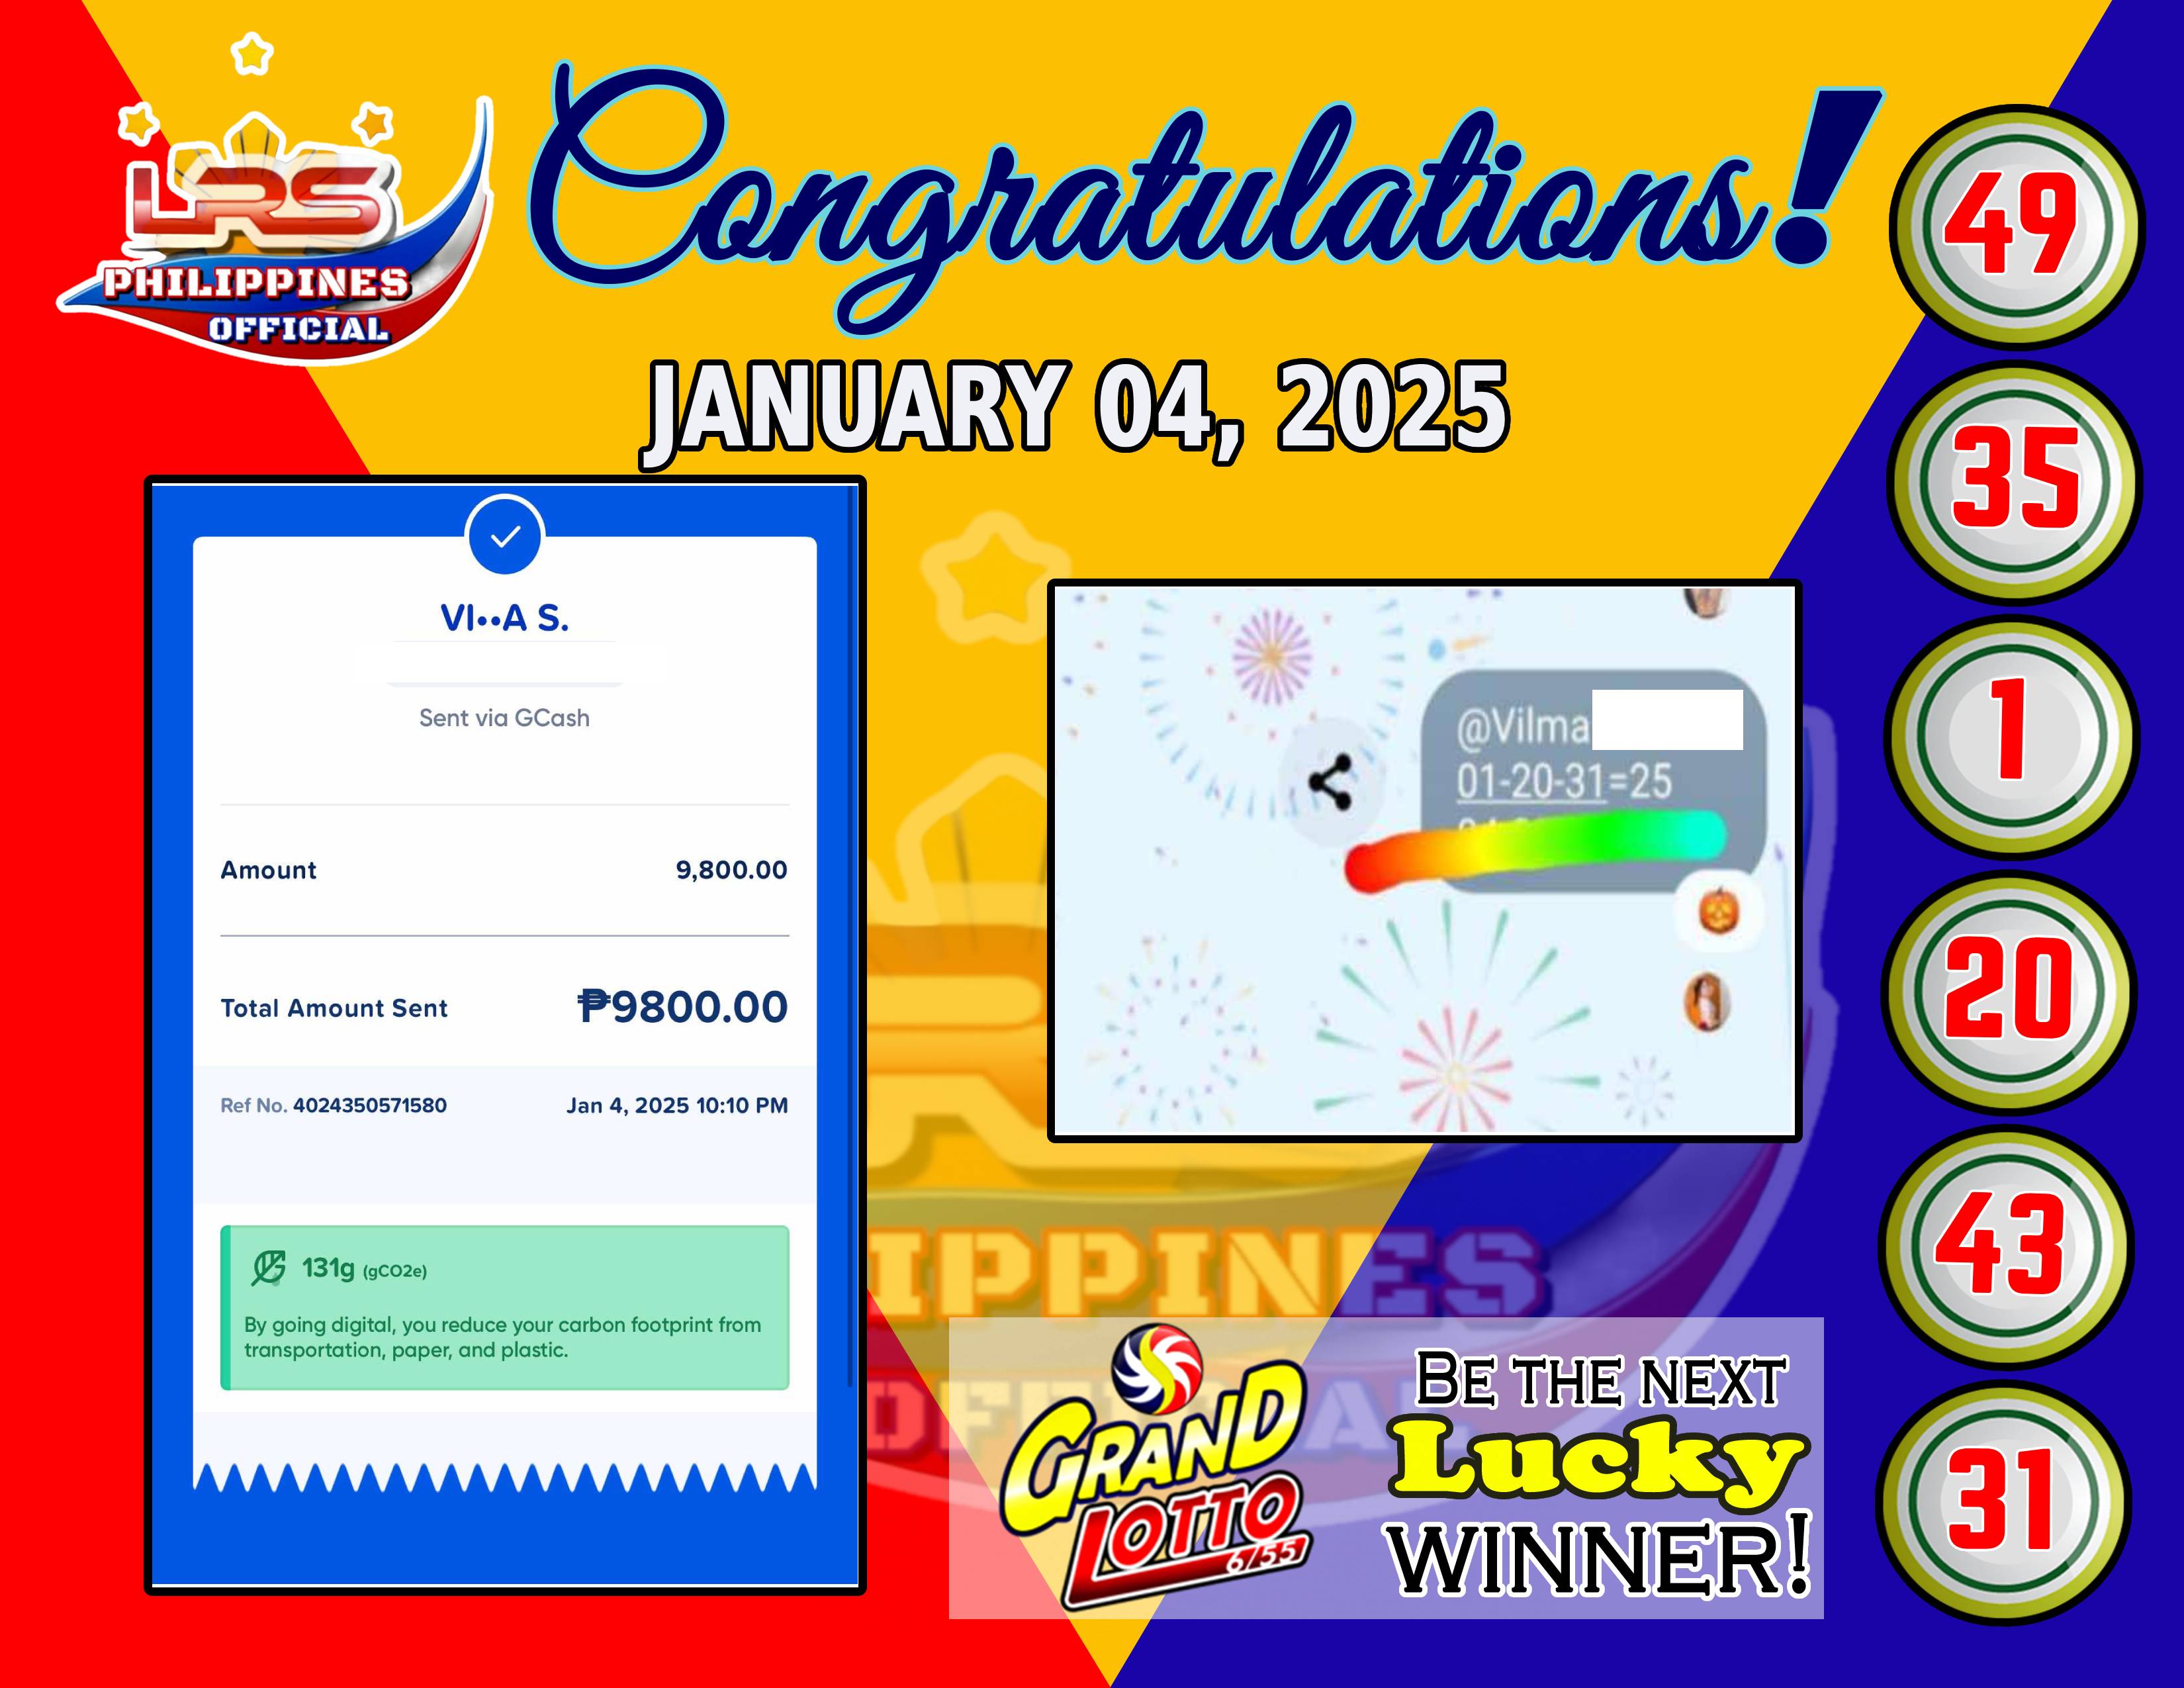 LRS
PHILIPPINES
OFFICIAL
Congratulations!
JANUARY 04, 2025
VI••A S.
Sent via GCash
Amount 9,800.00
Total Amount Sent ₱9800.00
Ref No. 4024350571580 Jan 4, 2025 10:10 PM
131g (gCO2e)
By going digital, you reduce your carbon footprint from
transportation, paper, and plastic.
@Vilma
01-20-31=25
GRAND
LOTTO
6/55
BE THE NEXT
Lucky
WINNER!
49
35
1
20
43
31